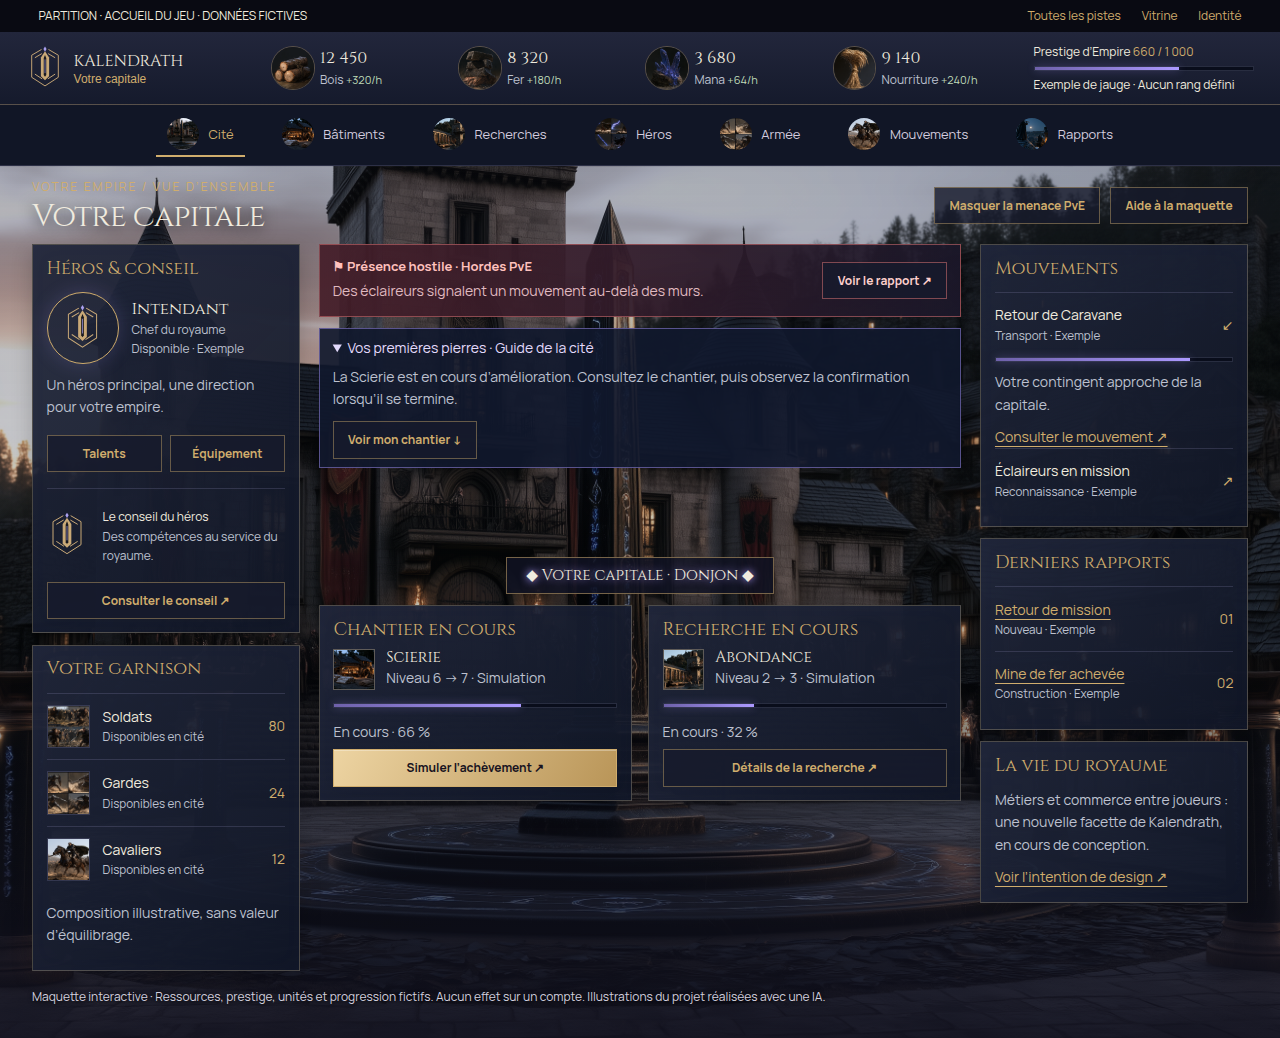 PARTITION · ACCUEIL DU JEU · DONNÉES FICTIVES
Toutes les pistes Vitrine Identité
KALENDRATH
Votre capitale
12 450
Bois +320/h
8 320
Fer +180/h
3 680
Mana +64/h
9 140
Nourriture +240/h
Prestige d'Empire 660 / 1 000
Exemple de jauge · Aucun rang défini
Cité Bâtiments Recherches Héros Armée Mouvements Rapports
VOTRE EMPIRE / VUE D'ENSEMBLE
VOTRE CAPITALE
Masquer la menace PvE
Aide à la maquette
HÉROS & CONSEIL
INTENDANT
Chef du royaume
Disponible · Exemple
Un héros principal, une direction
pour votre empire.
Talents
Équipement
Le conseil du héros
Des compétences au service du
royaume.
Consulter le conseil ↗
VOTRE GARNISON
Soldats
Disponibles en cité
80
Gardes
Disponibles en cité
24
Cavaliers
Disponibles en cité
12
Composition illustrative, sans valeur
d'équilibrage.
⚑ Présence hostile · Hordes PvE
Des éclaireurs signalent un mouvement au-delà des murs.
Voir le rapport ↗
▼ Vos premières pierres · Guide de la cité
La Scierie est en cours d'amélioration. Consultez le chantier, puis observez la confirmation
lorsqu'il se termine.
Voir mon chantier ↓
◆ VOTRE CAPITALE · DONJON ◆
CHANTIER EN COURS
SCIERIE
Niveau 6 → 7 · Simulation
En cours · 66 %
Simuler l'achèvement ↗
RECHERCHE EN COURS
ABONDANCE
Niveau 2 → 3 · Simulation
En cours · 32 %
Détails de la recherche ↗
MOUVEMENTS
Retour de Caravane
Transport · Exemple
↙
Votre contingent approche de la
capitale.
Consulter le mouvement ↗
Éclaireurs en mission
Reconnaissance · Exemple
↗
DERNIERS RAPPORTS
Retour de mission
Nouveau · Exemple
01
Mine de fer achevée
Construction · Exemple
02
LA VIE DU ROYAUME
Métiers et commerce entre joueurs :
une nouvelle facette de Kalendrath,
en cours de conception.
Voir l'intention de design ↗
Maquette interactive · Ressources, prestige, unités et progression fictifs. Aucun effet sur un compte. Illustrations du projet réalisées avec une IA.